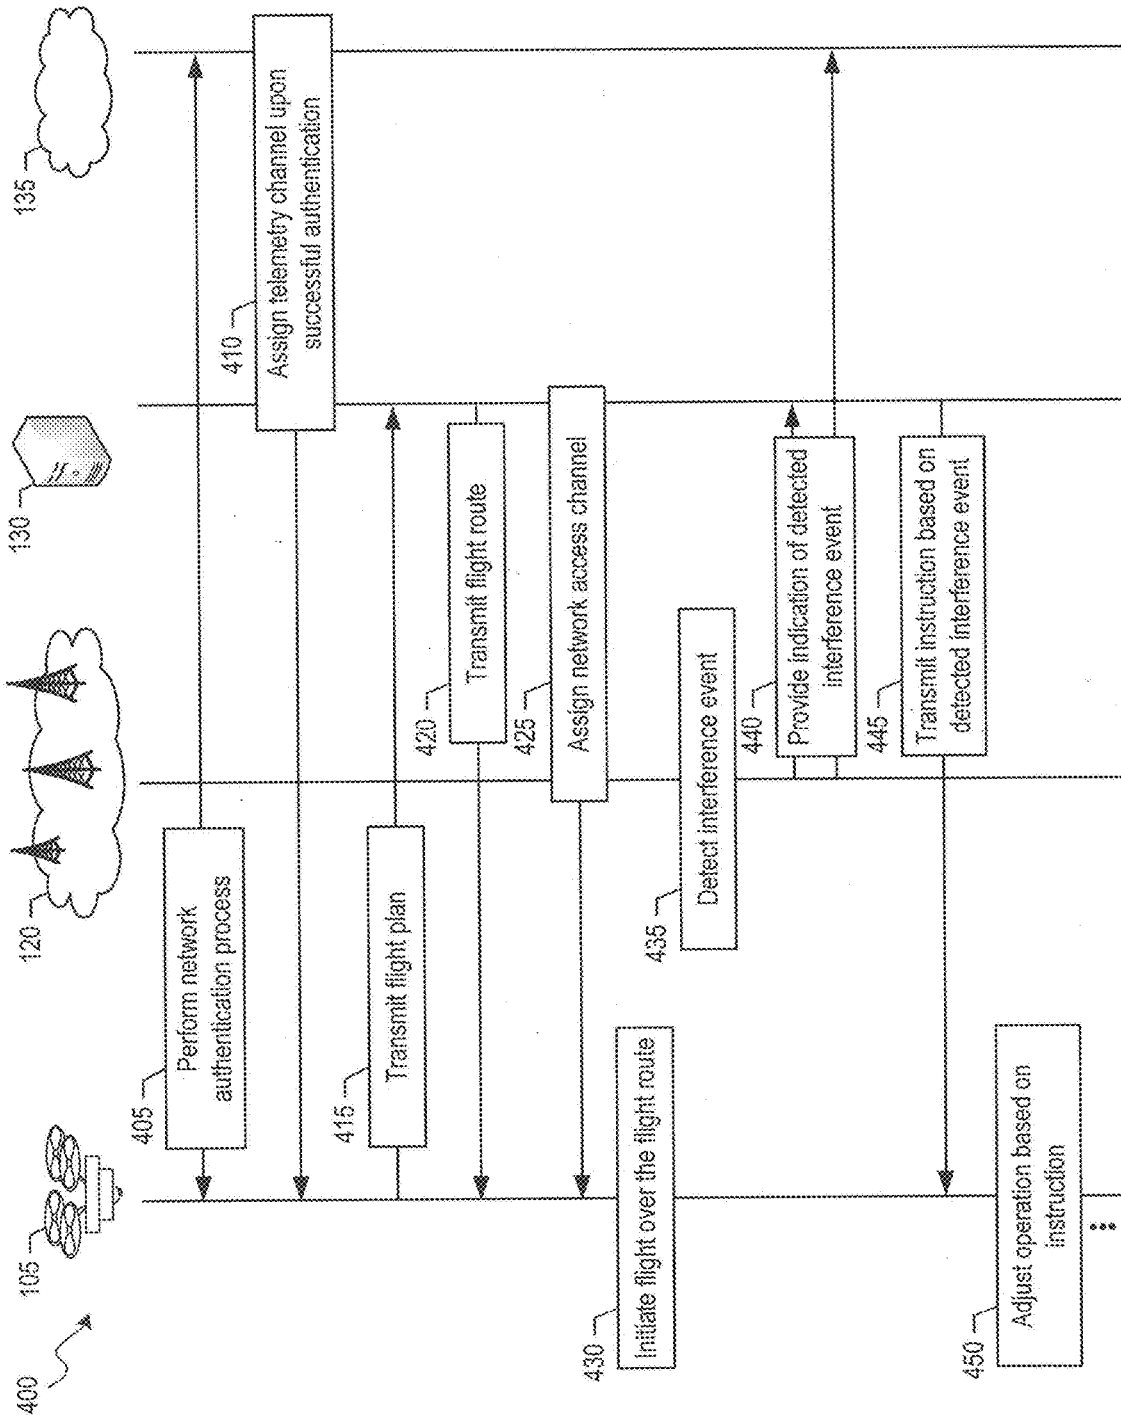 400
105
120
130
135
405
Perform network
authentication process
410
Assign telemetry channel upon
successful authentication
415
Transmit flight plan
420
Transmit flight route
425
Assign network access channel
430
Initiate flight over the flight route
435
Detect interference event
440
Provide indication of detected
interference event
445
Transmit instruction based on
detected interference event
450
Adjust operation based on
instruction